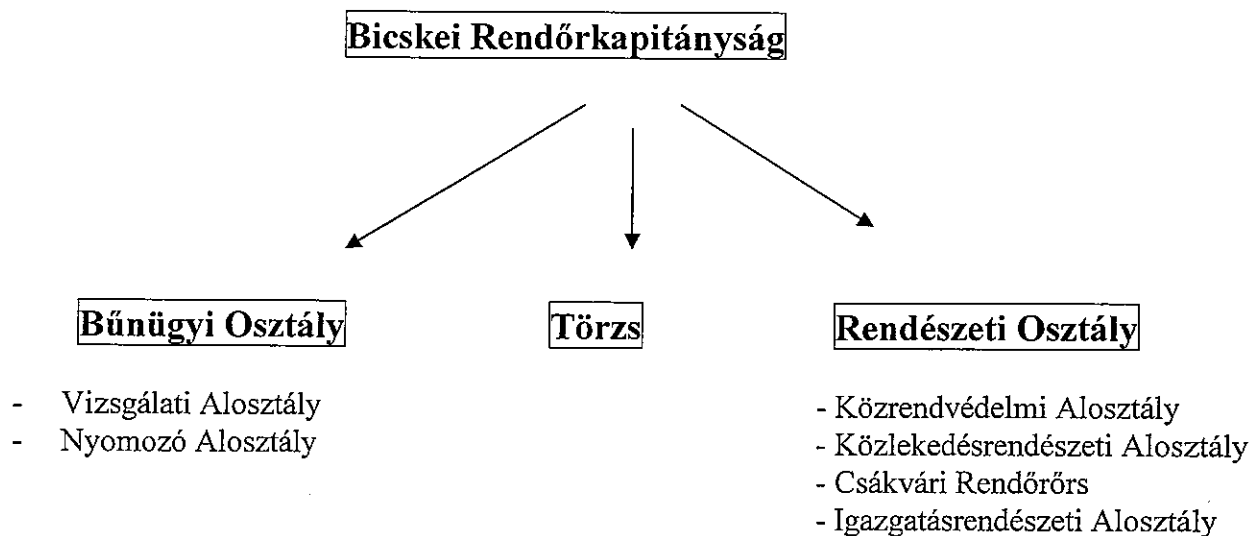 Bicskei Rendőrkapitányság
Bűnügyi Osztály
- Vizsgálati Alosztály
- Nyomozó Alosztály
Törzs
Rendészeti Osztály
- Közrendvédelmi Alosztály
- Közlekedésrendészeti Alosztály
- Csákvári Rendőrőrs
- Igazgatásrendészeti Alosztály